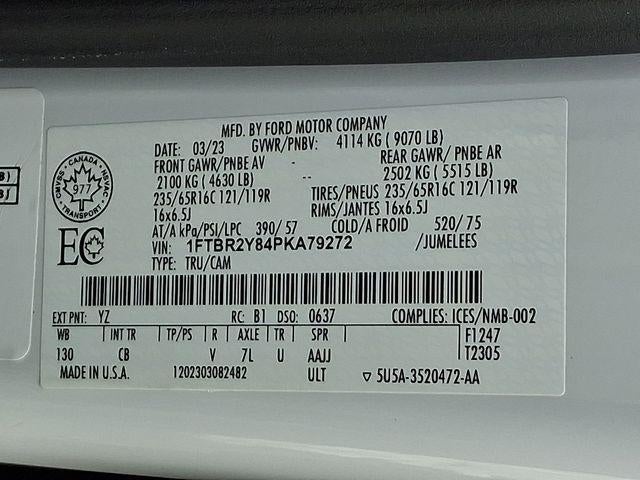 MFD. BY FORD MOTOR COMPANY
DATE: 03/23 GVWR/PNBV: 4114 KG ( 9070 LB)
FRONT GAWR/PNBE AV - REAR GAWR/ PNBE AR
2100 KG ( 4630 LB) -- 2502 KG ( 5515 LB)
235/65R16C 121/119R TIRES/PNEUS 235/65R16C 121/119R
16x6.5J RIMS/JANTES 16x6.5J
AT/A kPa/PSI/LPC 390/ 57 COLD/A FROID 520/ 75
VIN: 1FTBR2Y84PKA79272 /JUMELEES
TYPE: TRU/CAM
CANADA
CMVSS NSVAC
977
TRANSPORT
EC
EXT PNT: YZ RC: B1 DSO: 0637 COMPLIES: ICES/NMB-002
WB INT TR TP/PS R AXLE TR SPR F1247
130 CB V 7L U AAJJ T2305
MADE IN U.S.A. 1202303082482 ULT ▽ 5U5A-3520472-AA